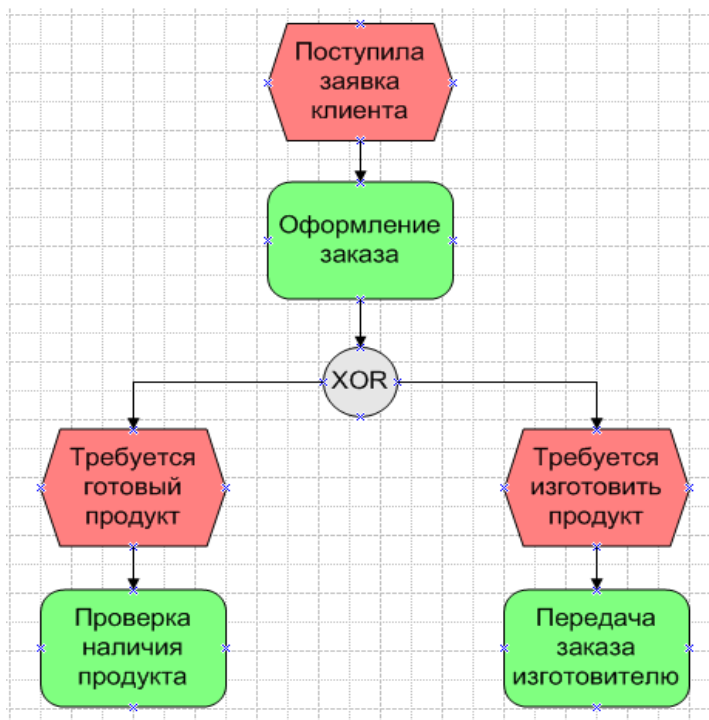 Поступила
заявка
клиента
Оформление
заказа
XOR
Требуется
готовый
продукт
Требуется
изготовить
продукт
Проверка
наличия
продукта
Передача
заказа
изготовителю